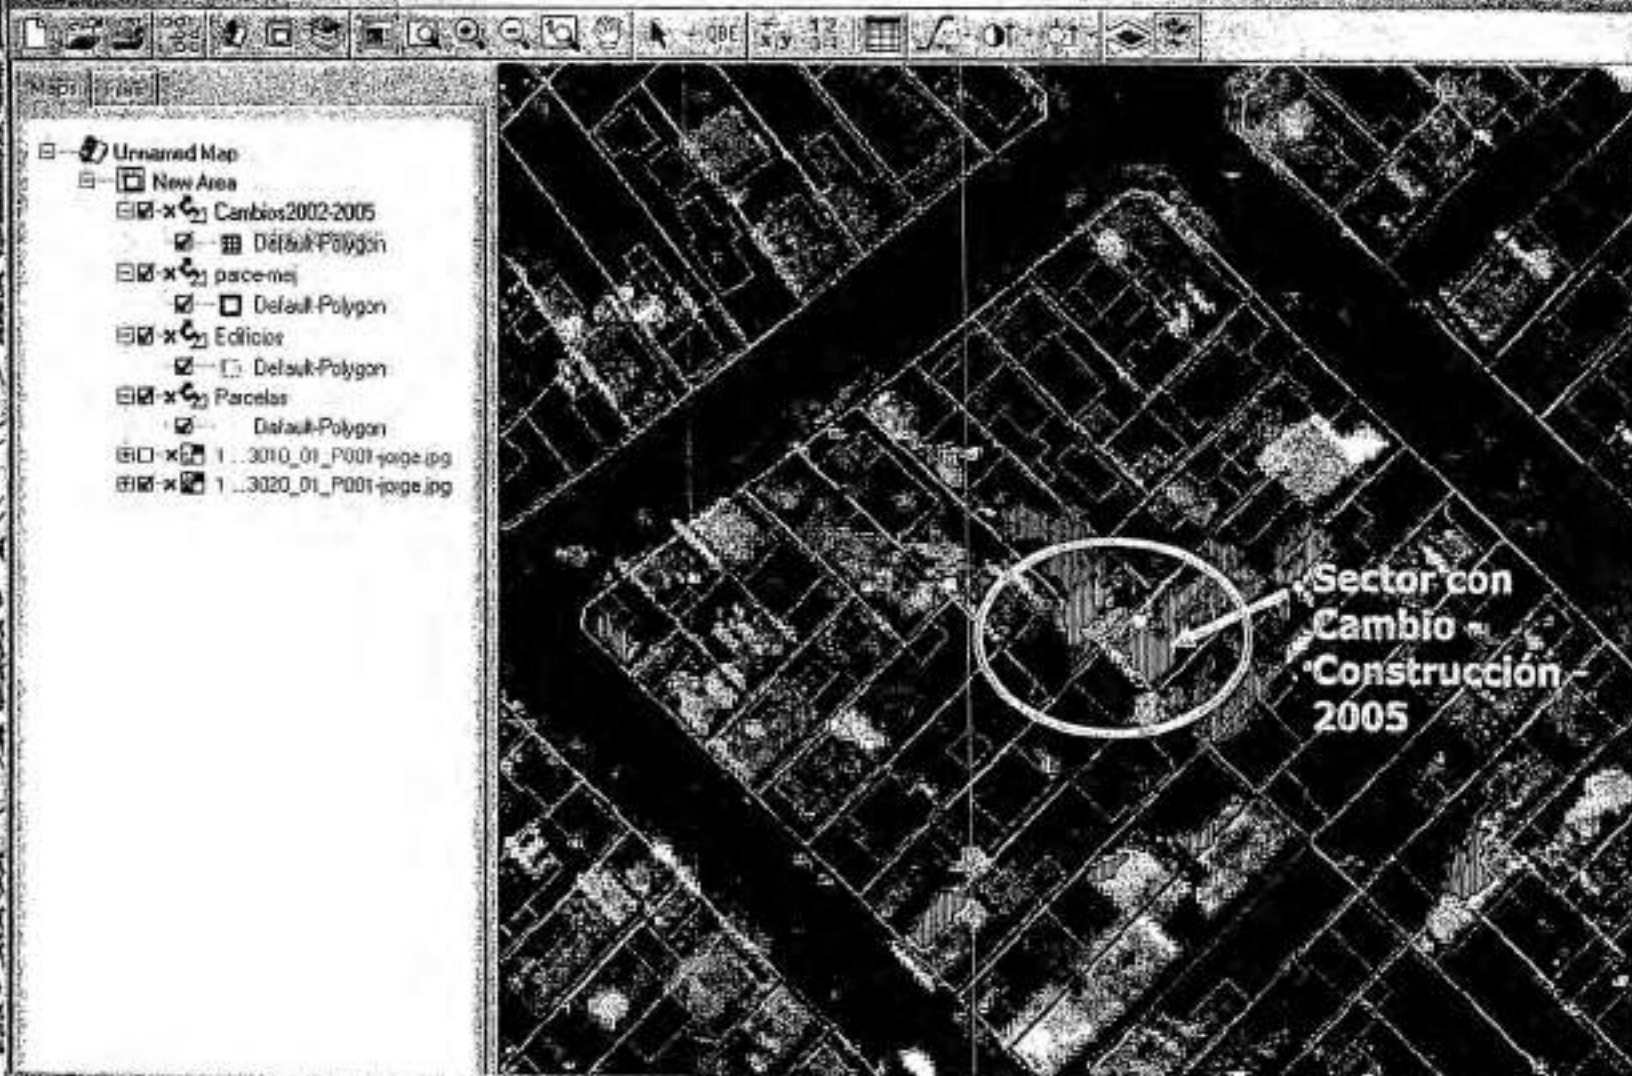 QBE
Maps
Unnamed Map
New Area
Cambios2002-2005
Default-Polygon
parce-mej
Default-Polygon
Edificios
Default-Polygon
Parcelas
Default-Polygon
1...3010_01_P001-jorge.jpg
1...3020_01_P001-jorge.jpg
Sector con
Cambio -
Construcción -
2005